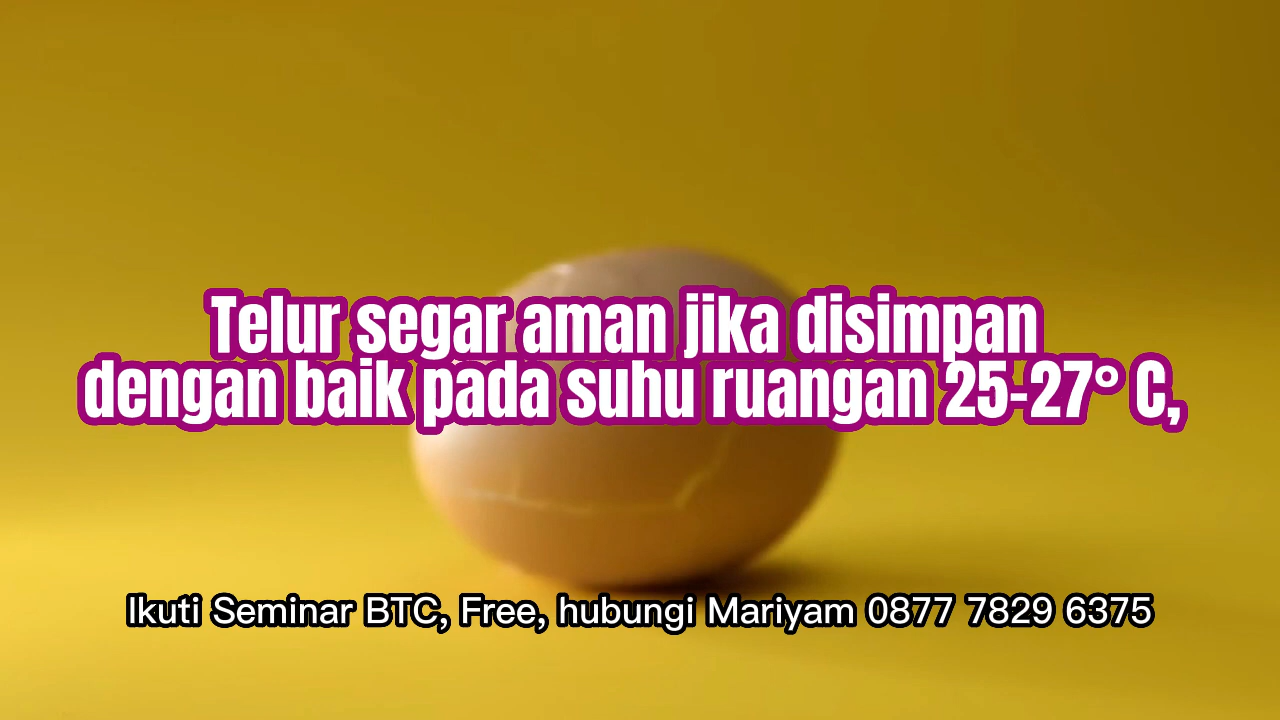 Telur segar aman jika disimpan
dengan baik pada suhu ruangan 25-27° C,
Ikuti Seminar BTC, Free, hubungi Mariyam 0877 7829 6375